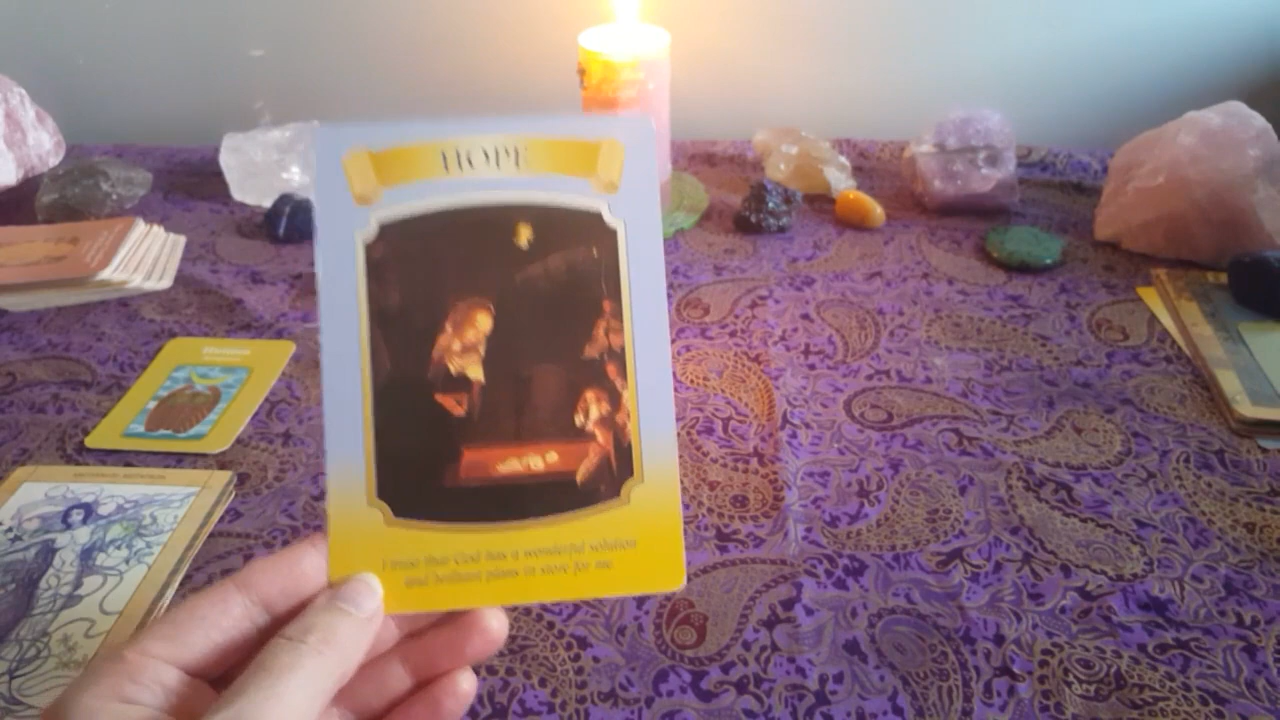 HOPE
I trust that God has a wonderful solution
and brilliant plans in store for me.